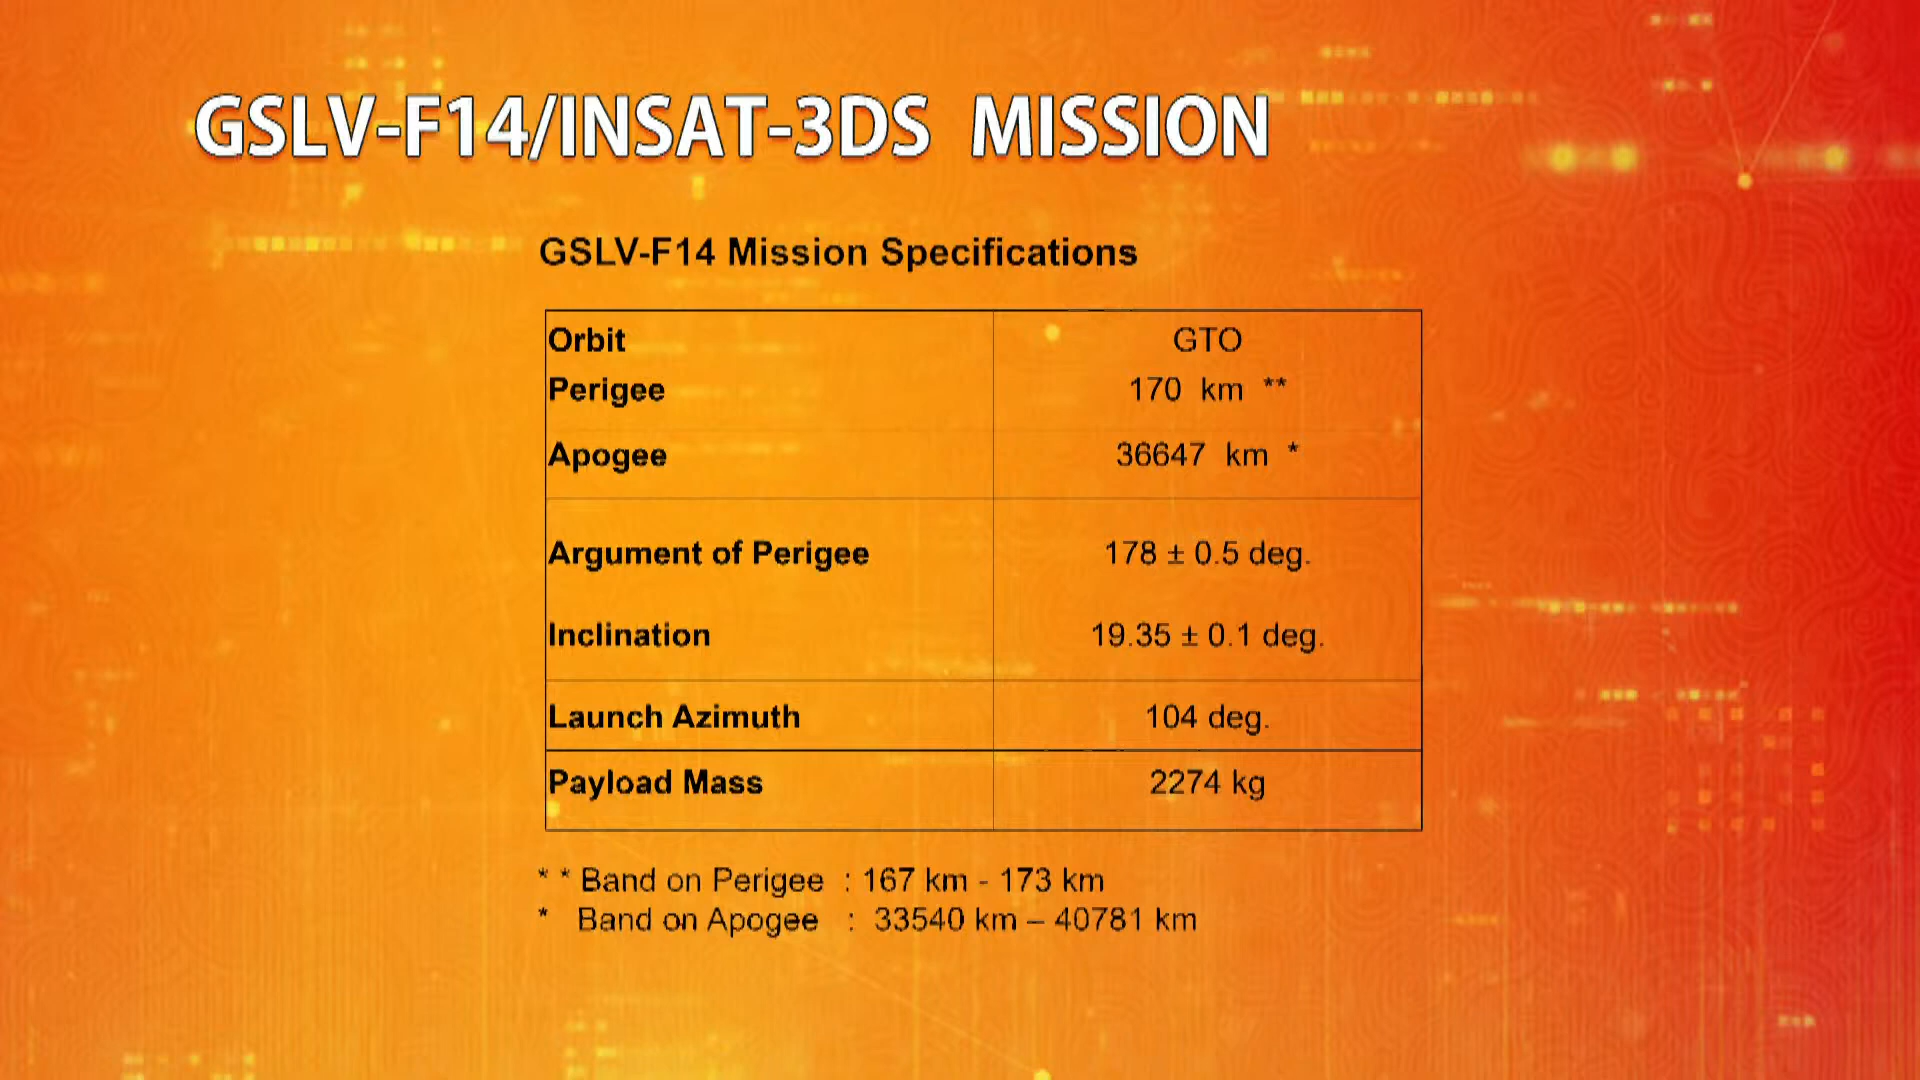 GSLV-F14/INSAT-3DS MISSION
GSLV-F14 Mission Specifications
Orbit GTO
Perigee 170 km **
Apogee 36647 km *
Argument of Perigee 178 ± 0.5 deg.
Inclination 19.35 ± 0.1 deg.
Launch Azimuth 104 deg.
Payload Mass 2274 kg
* * Band on Perigee : 167 km - 173 km
* Band on Apogee : 33540 km – 40781 km